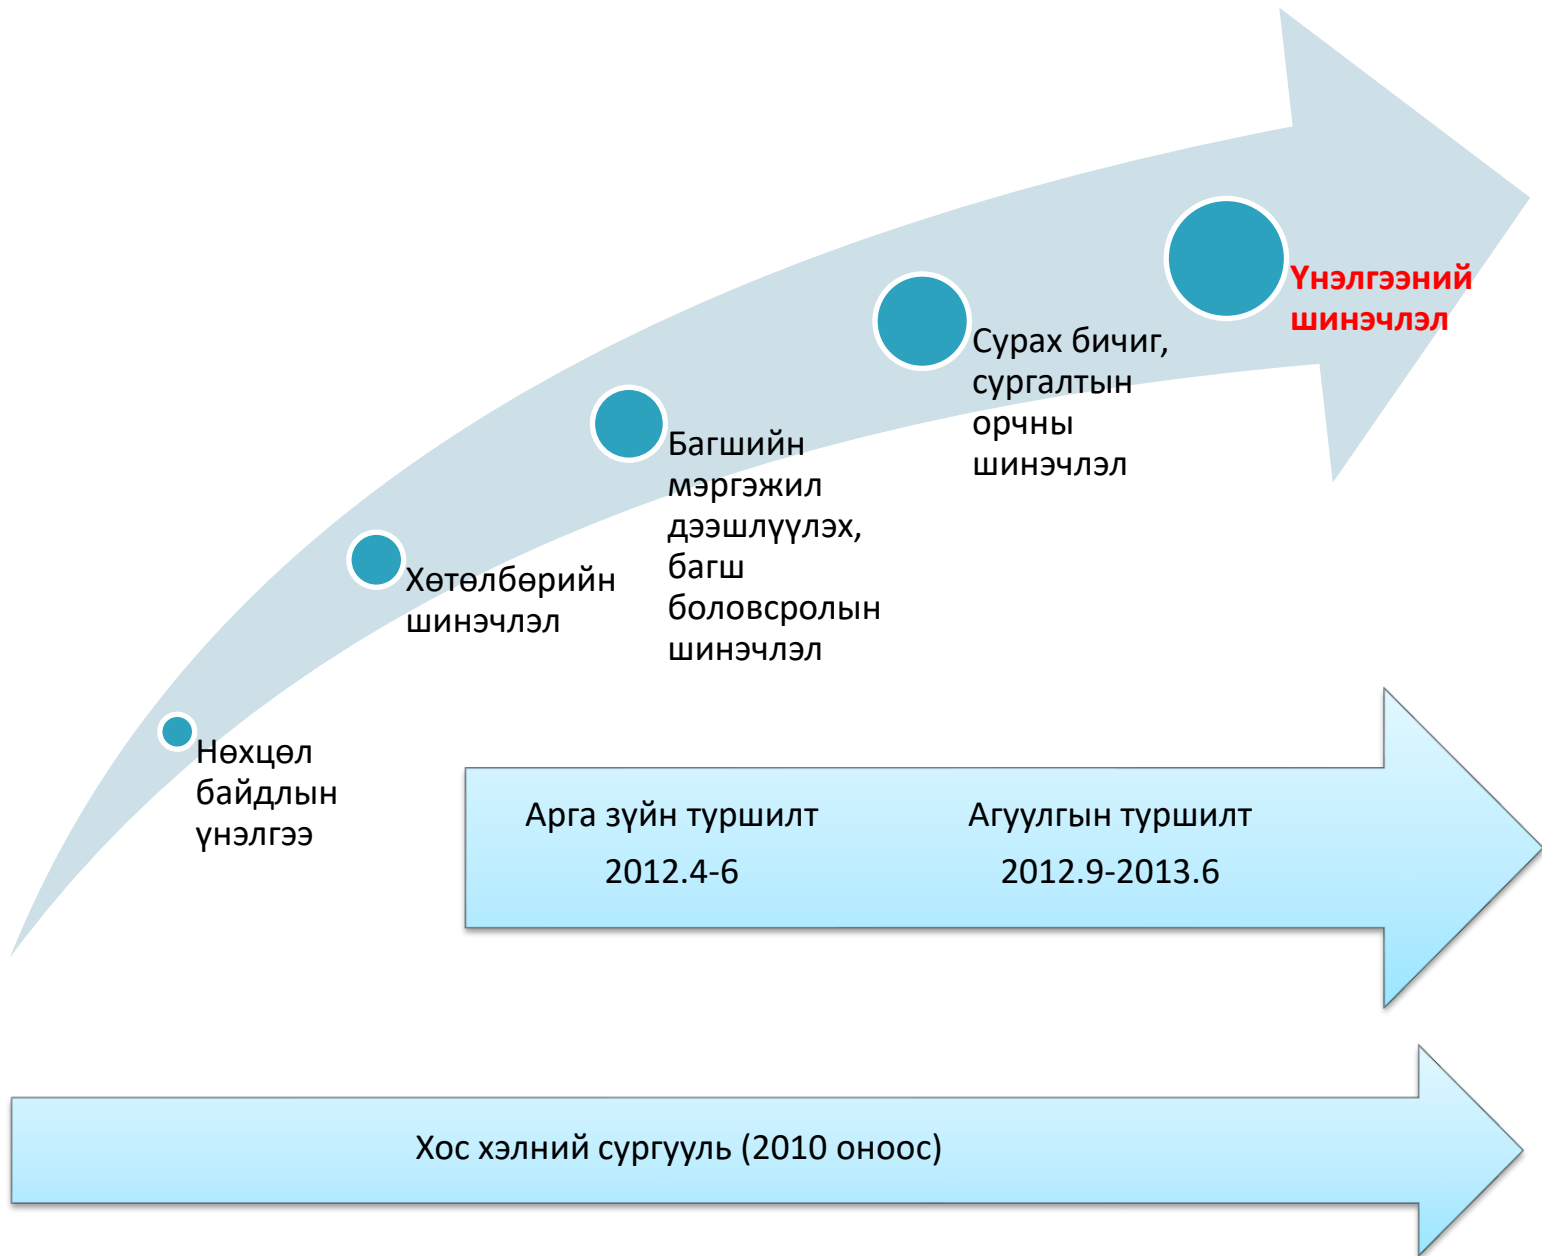 Үнэлгээний
шинэчлэл
Сурах бичиг,
сургалтын
орчны
шинэчлэл
Багшийн
мэргэжил
дээшлүүлэх,
багш
боловсролын
шинэчлэл
Хөтөлбөрийн
шинэчлэл
Нөхцөл
байдлын
үнэлгээ
Арга зүйн туршилт
2012.4-6
Агуулгын туршилт
2012.9-2013.6
Хос хэлний сургууль (2010 оноос)